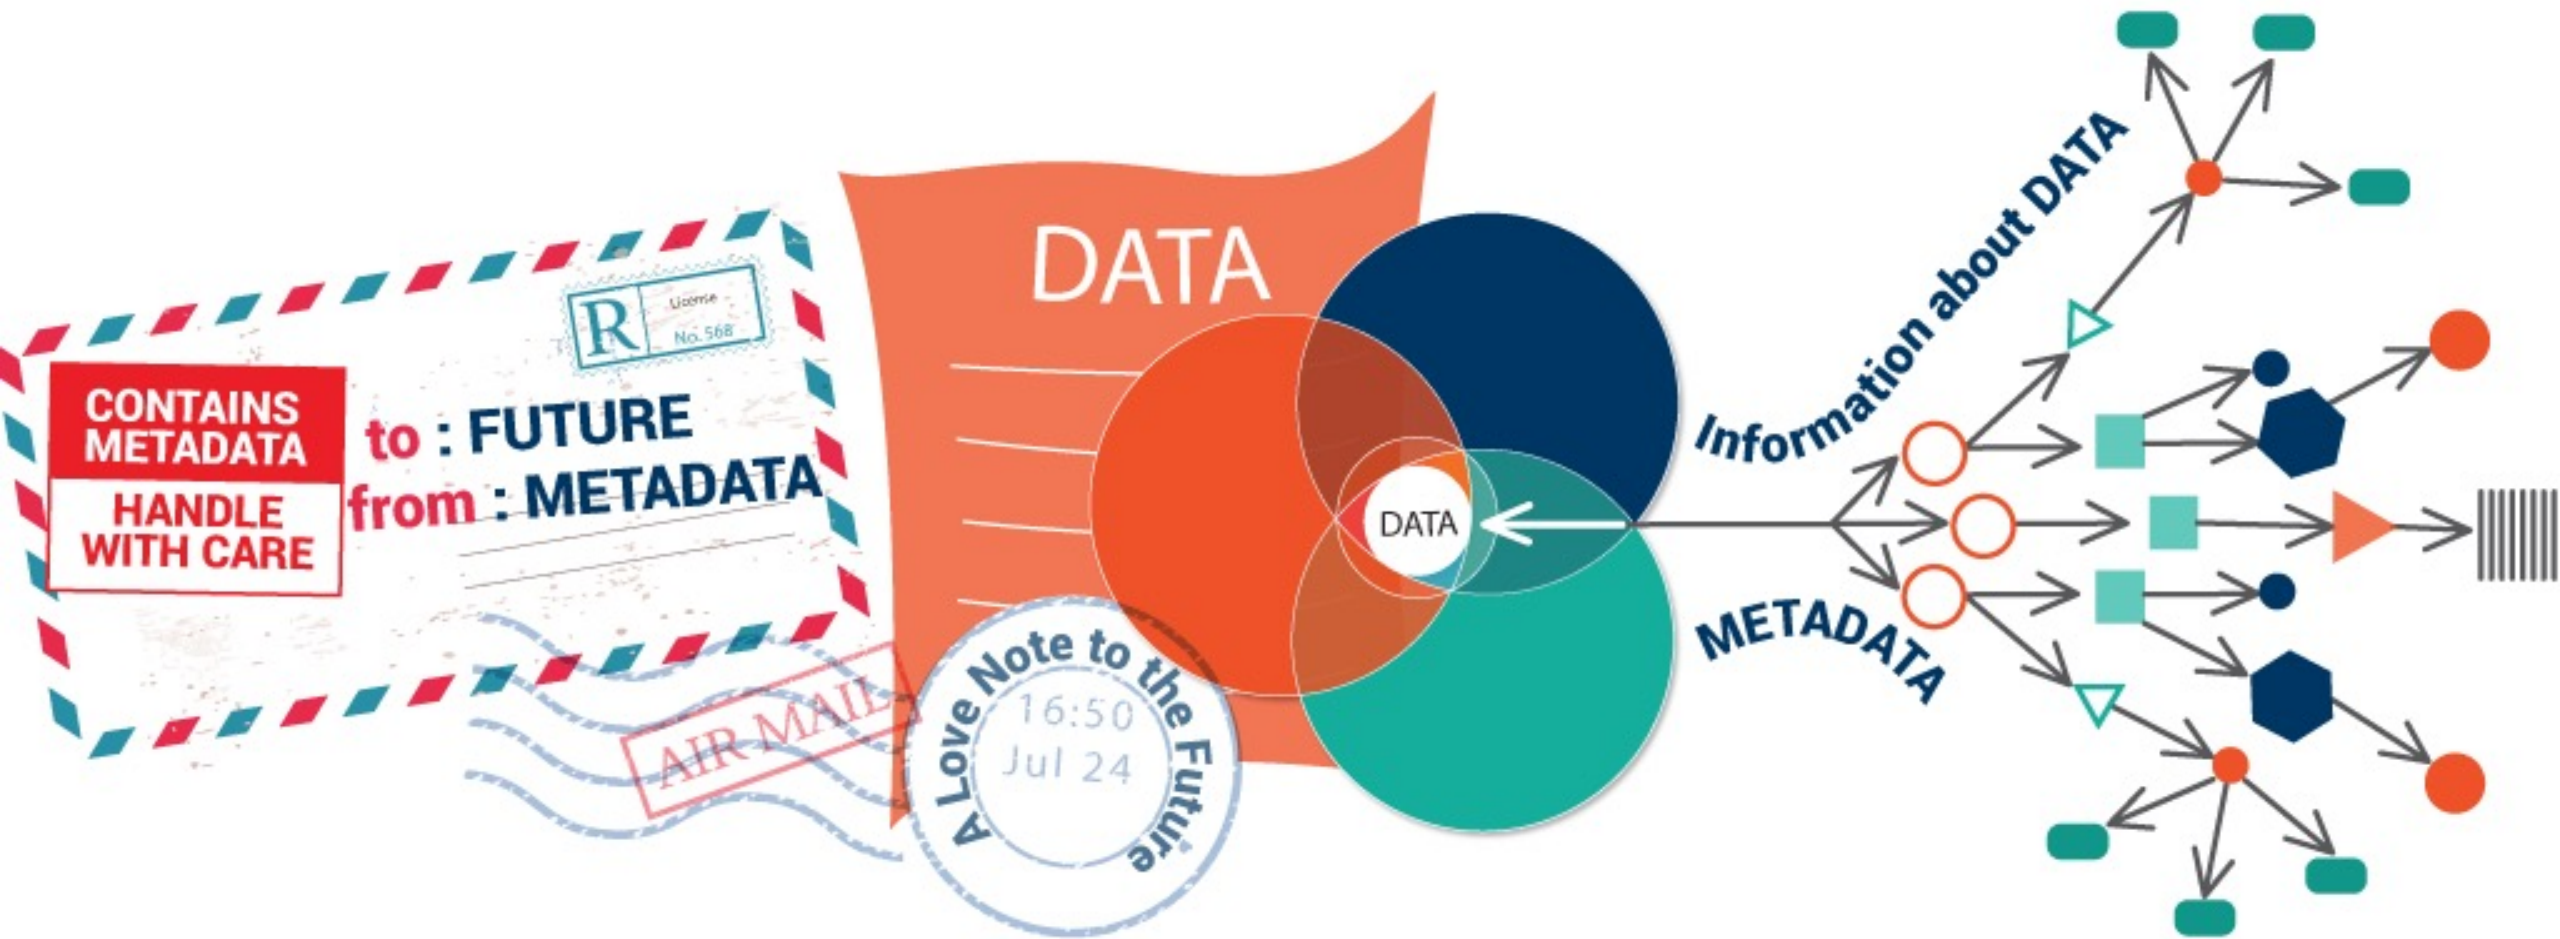 R
License
No. 568
CONTAINS
METADATA
HANDLE
WITH CARE
to : FUTURE
from : METADATA
AIR MAIL
A Love Note to the Future
16:50
Jul 24
DATA
DATA
Information about DATA
METADATA